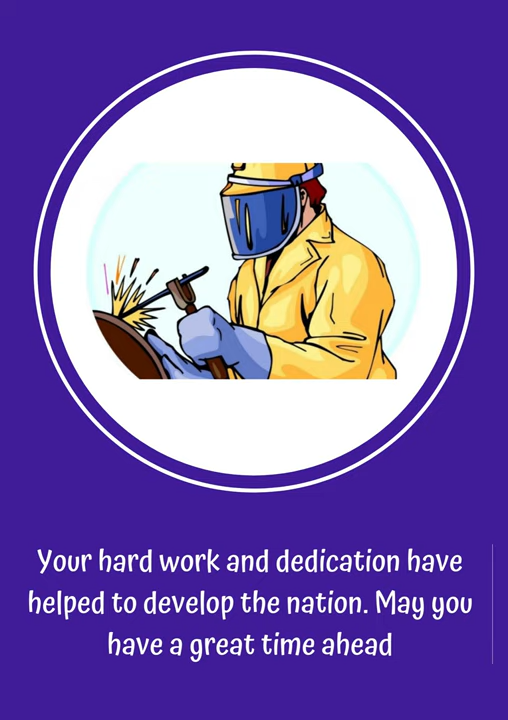 Your hard work and dedication have
helped to develop the nation. May you
have a great time ahead